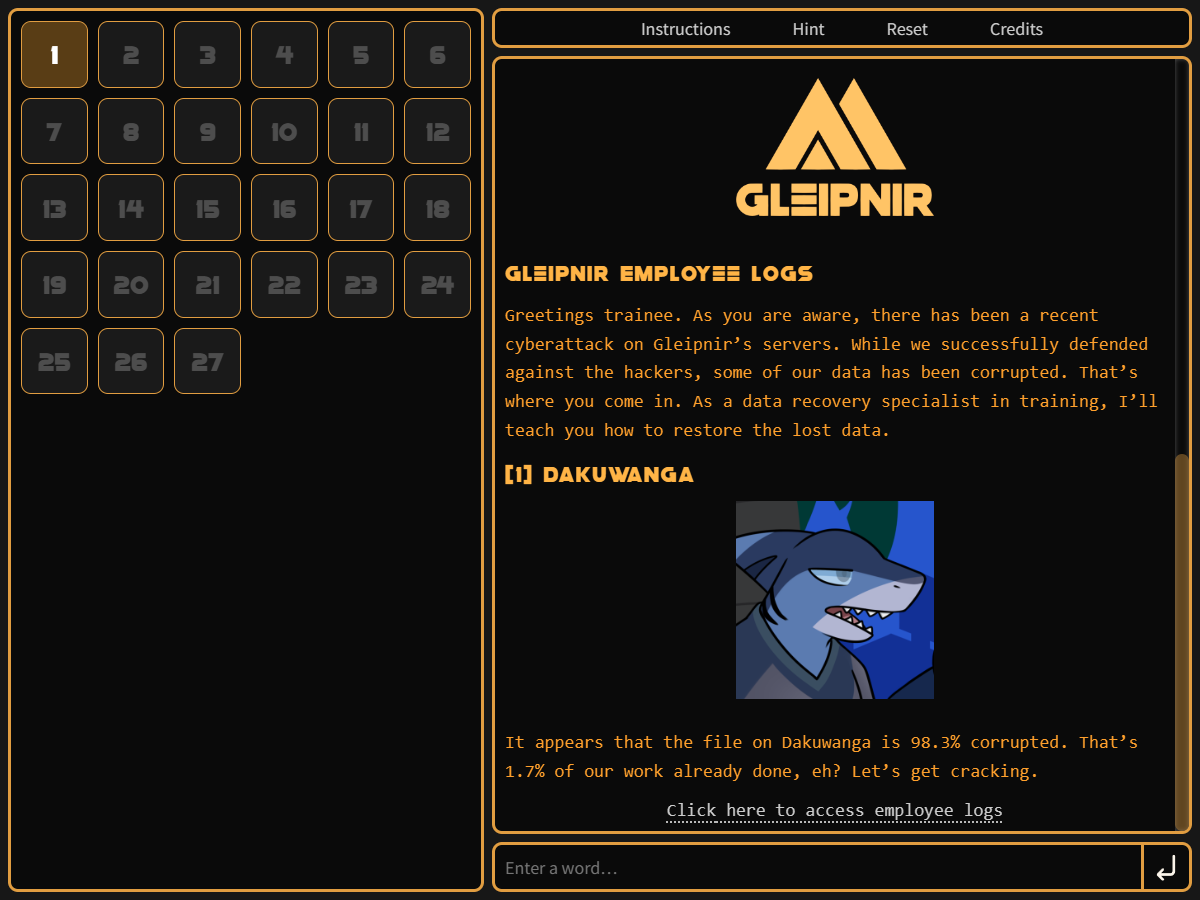 1 2 3 4 5 6
7 8 9 10 11 12
13 14 15 16 17 18
19 20 21 22 23 24
25 26 27
Instructions Hint Reset Credits
GLEIPNIR
GLEIPNIR EMPLOYEE LOGS
Greetings trainee. As you are aware, there has been a recent
cyberattack on Gleipnir’s servers. While we successfully defended
against the hackers, some of our data has been corrupted. That’s
where you come in. As a data recovery specialist in training, I’ll
teach you how to restore the lost data.
[1] DAKUWANGA
It appears that the file on Dakuwanga is 98.3% corrupted. That’s
1.7% of our work already done, eh? Let’s get cracking.
Click here to access employee logs
Enter a word…